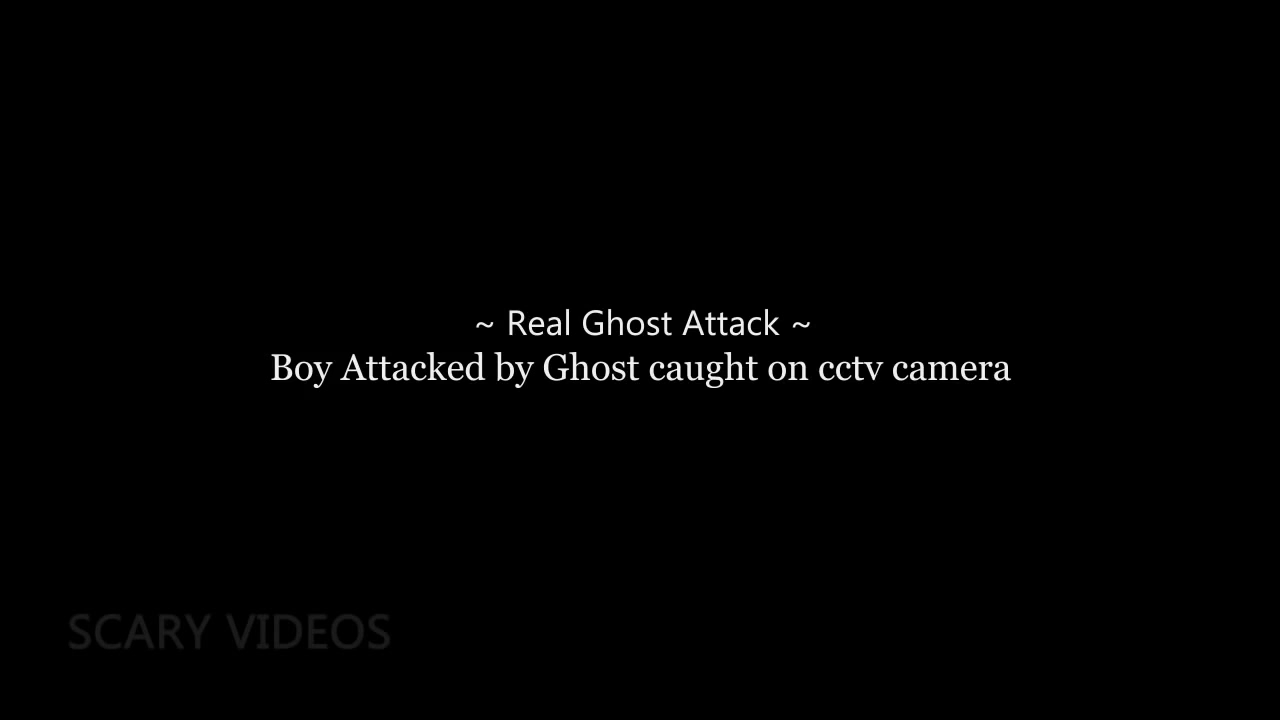 ~ Real Ghost Attack ~
Boy Attacked by Ghost caught on cctv camera
SCARY VIDEOS